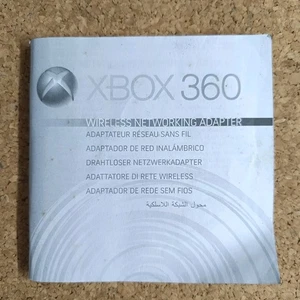 XBOX 360
WIRELESS NETWORKING ADAPTER
ADAPTATEUR RÉSEAU SANS FIL
ADAPTADOR DE RED INALÁMBRICO
DRAHTLOSER NETZWERKADAPTER
ADATTATORE DI RETE WIRELESS
ADAPTADOR DE REDE SEM FIOS
محول الشبكة اللاسلكية